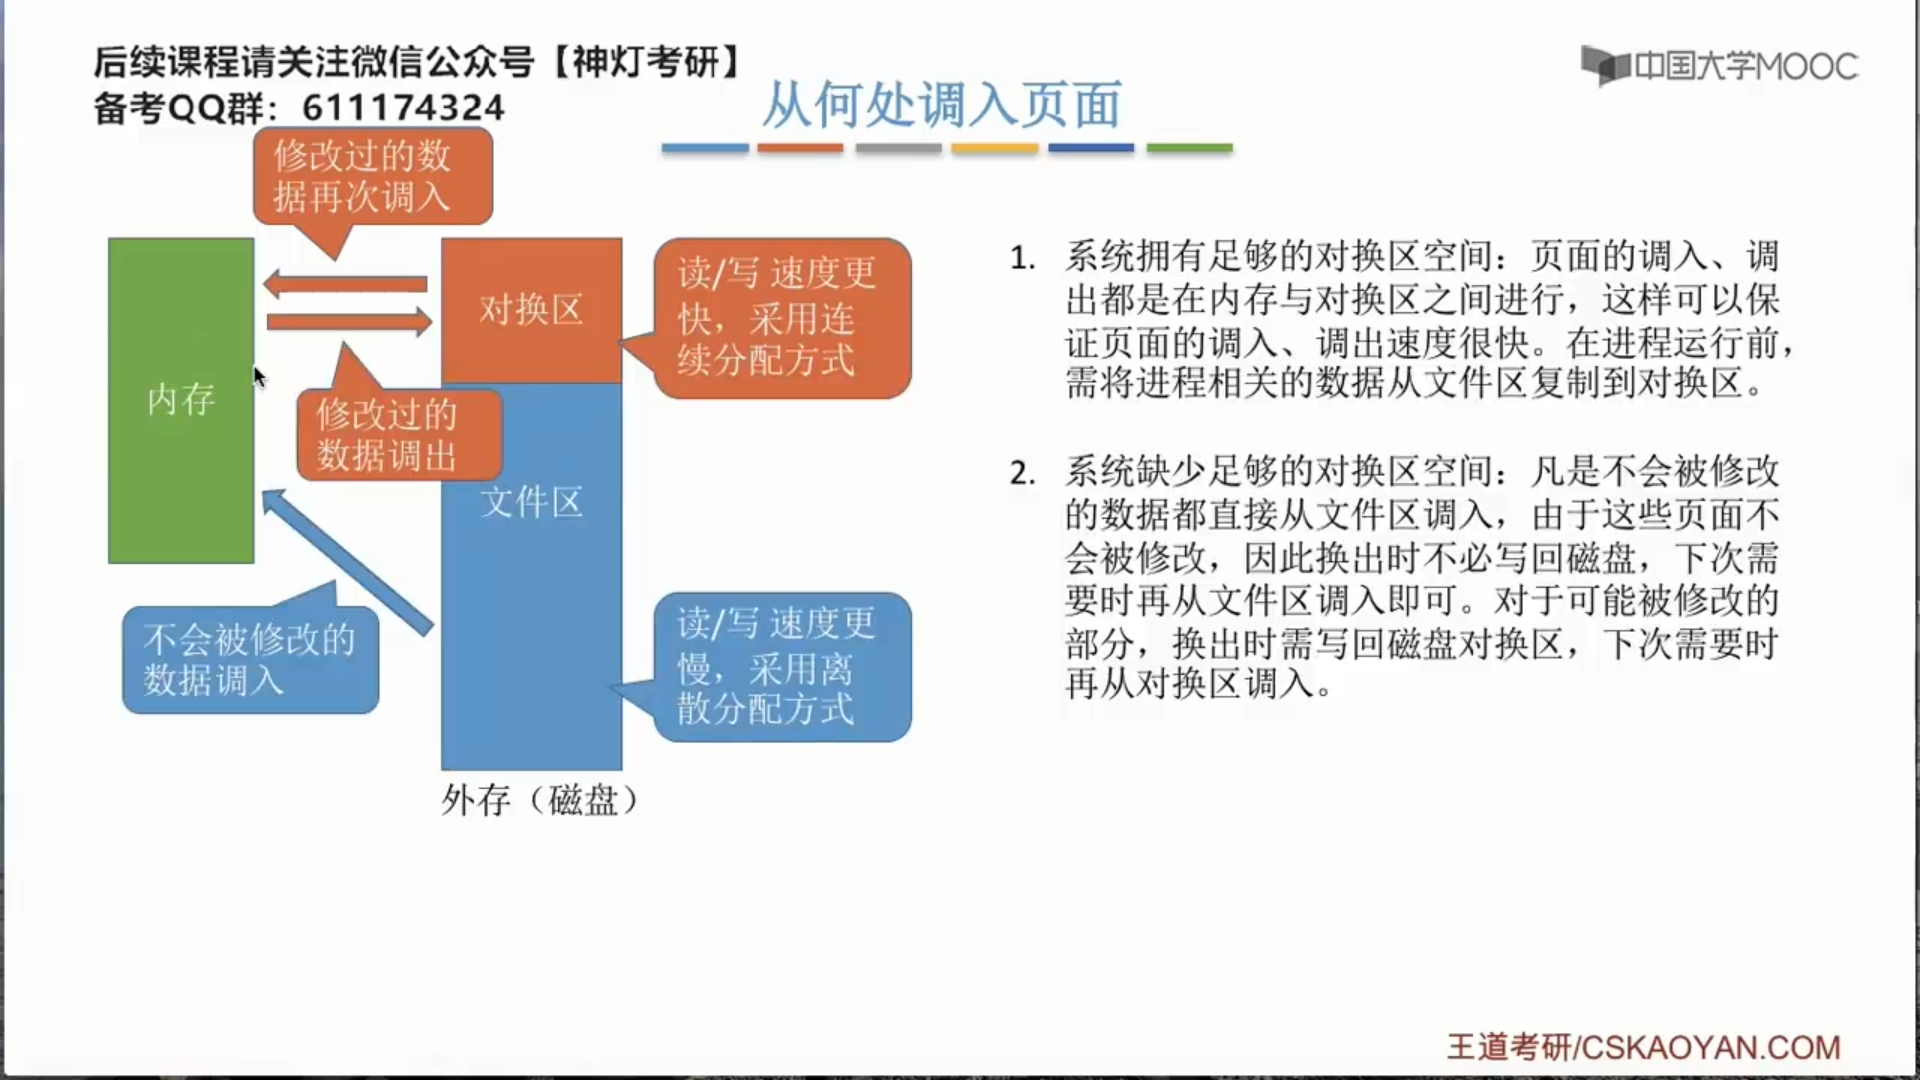 后续课程请关注微信公众号【神灯考研】
备考QQ群：611174324
中国大学MOOC
从何处调入页面
修改过的数
据再次调入
内存
对换区
读/写 速度更
快，采用连
续分配方式
修改过的
数据调出
文件区
不会被修改的
数据调入
读/写 速度更
慢，采用离
散分配方式
外存（磁盘）
1. 系统拥有足够的对换区空间：页面的调入、调
出都是在内存与对换区之间进行，这样可以保
证页面的调入、调出速度很快。在进程运行前，
需将进程相关的数据从文件区复制到对换区。
2. 系统缺少足够的对换区空间：凡是不会被修改
的数据都直接从文件区调入，由于这些页面不
会被修改，因此换出时不必写回磁盘，下次需
要时再从文件区调入即可。对于可能被修改的
部分，换出时需写回磁盘对换区，下次需要时
再从对换区调入。
王道考研/CSKAOYAN.COM